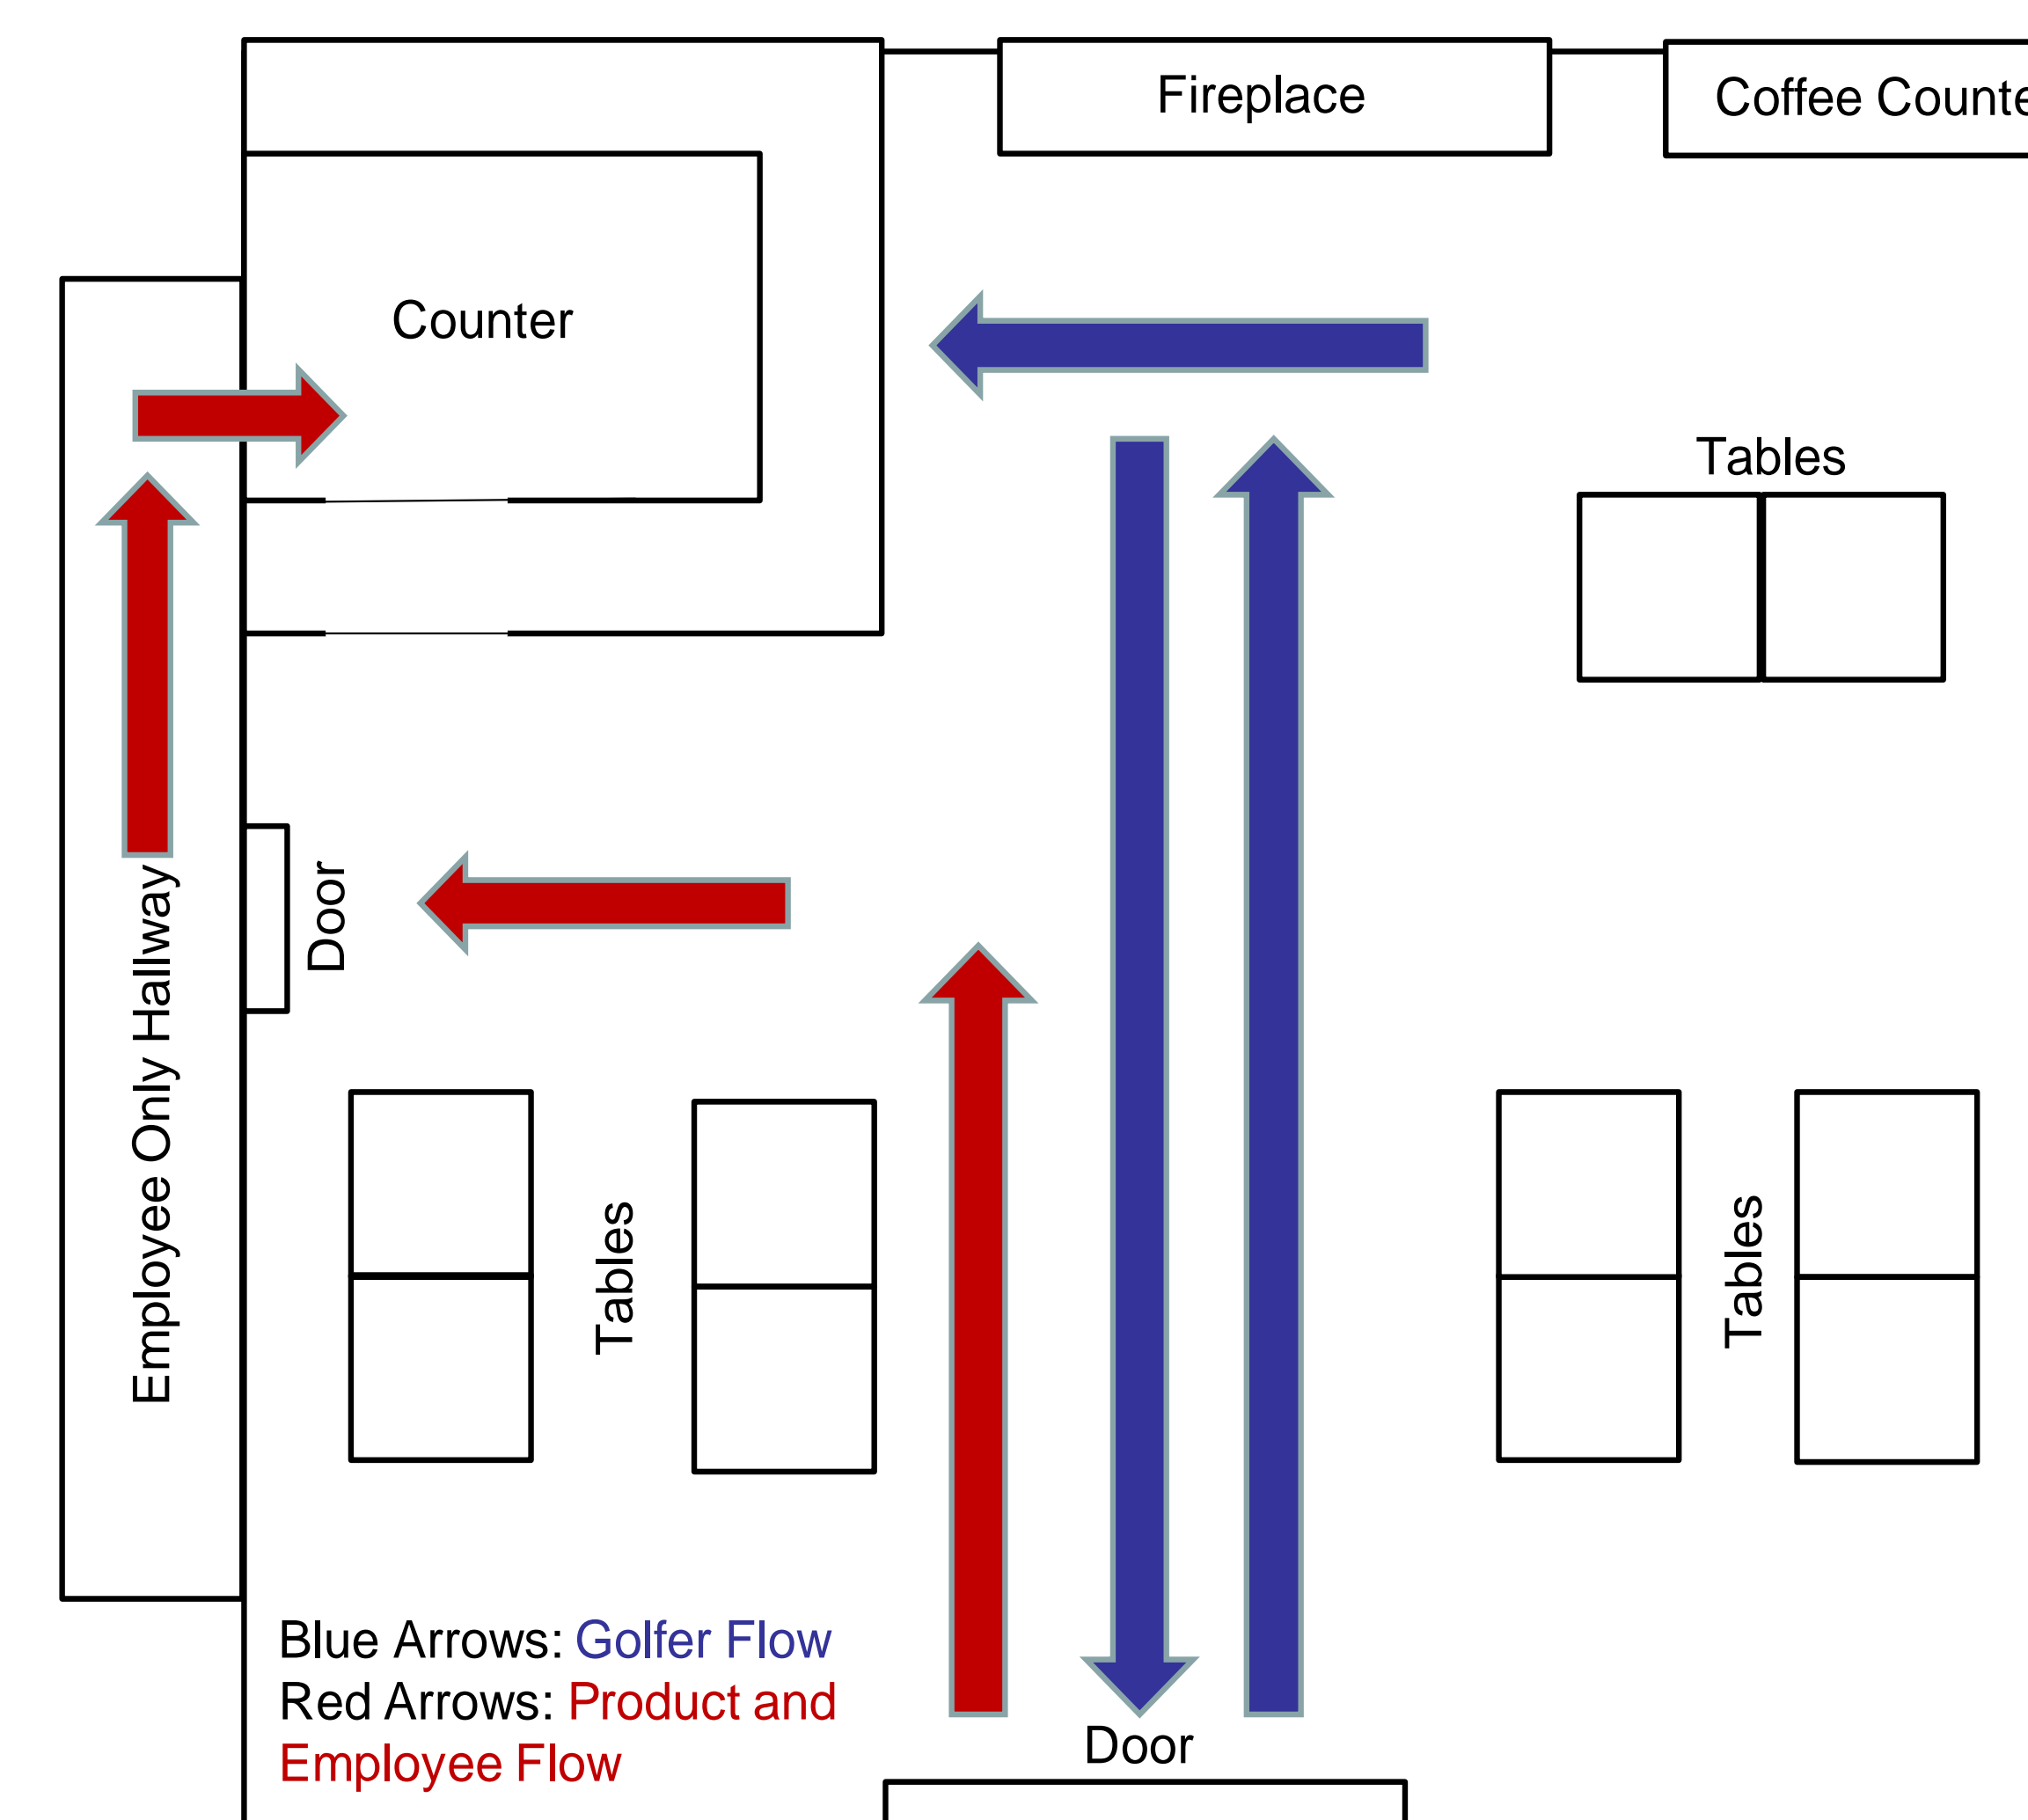 Fireplace
Coffee Counte
Counter
Tables
Door
Employee Only Hallway
Tables
Tables
Blue Arrows: Golfer Flow
Red Arrows: Product and
Employee Flow
Door